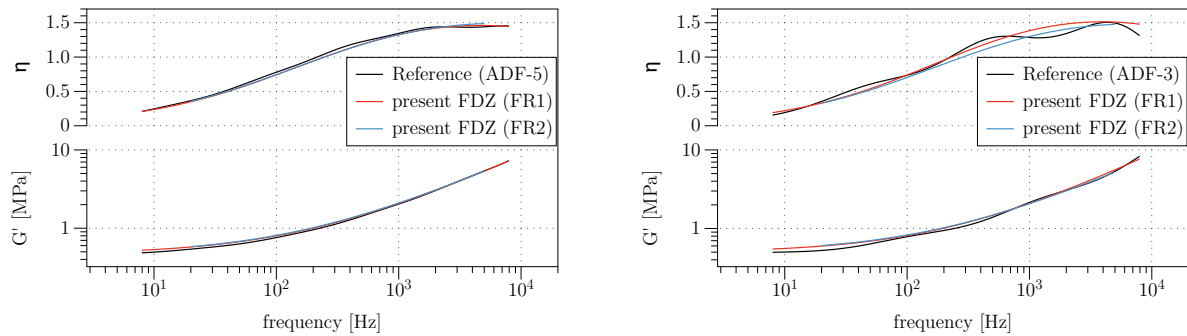 1.5
1.0
0.5
0
η
Reference (ADF-5)
present FDZ (FR1)
present FDZ (FR2)
10
1
G' [MPa]
10¹ 10² 10³ 10⁴
frequency [Hz]
1.5
1.0
0.5
0
η
Reference (ADF-3)
present FDZ (FR1)
present FDZ (FR2)
10
1
G' [MPa]
10¹ 10² 10³ 10⁴
frequency [Hz]